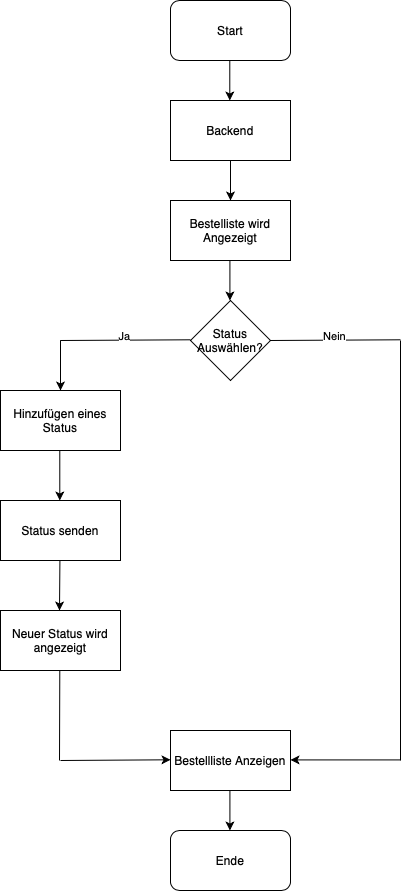 Start
Backend
Bestelliste wird
Angezeigt
Status
Auswählen?
Ja
Nein
Hinzufügen eines
Status
Status senden
Neuer Status wird
angezeigt
Bestellliste Anzeigen
Ende